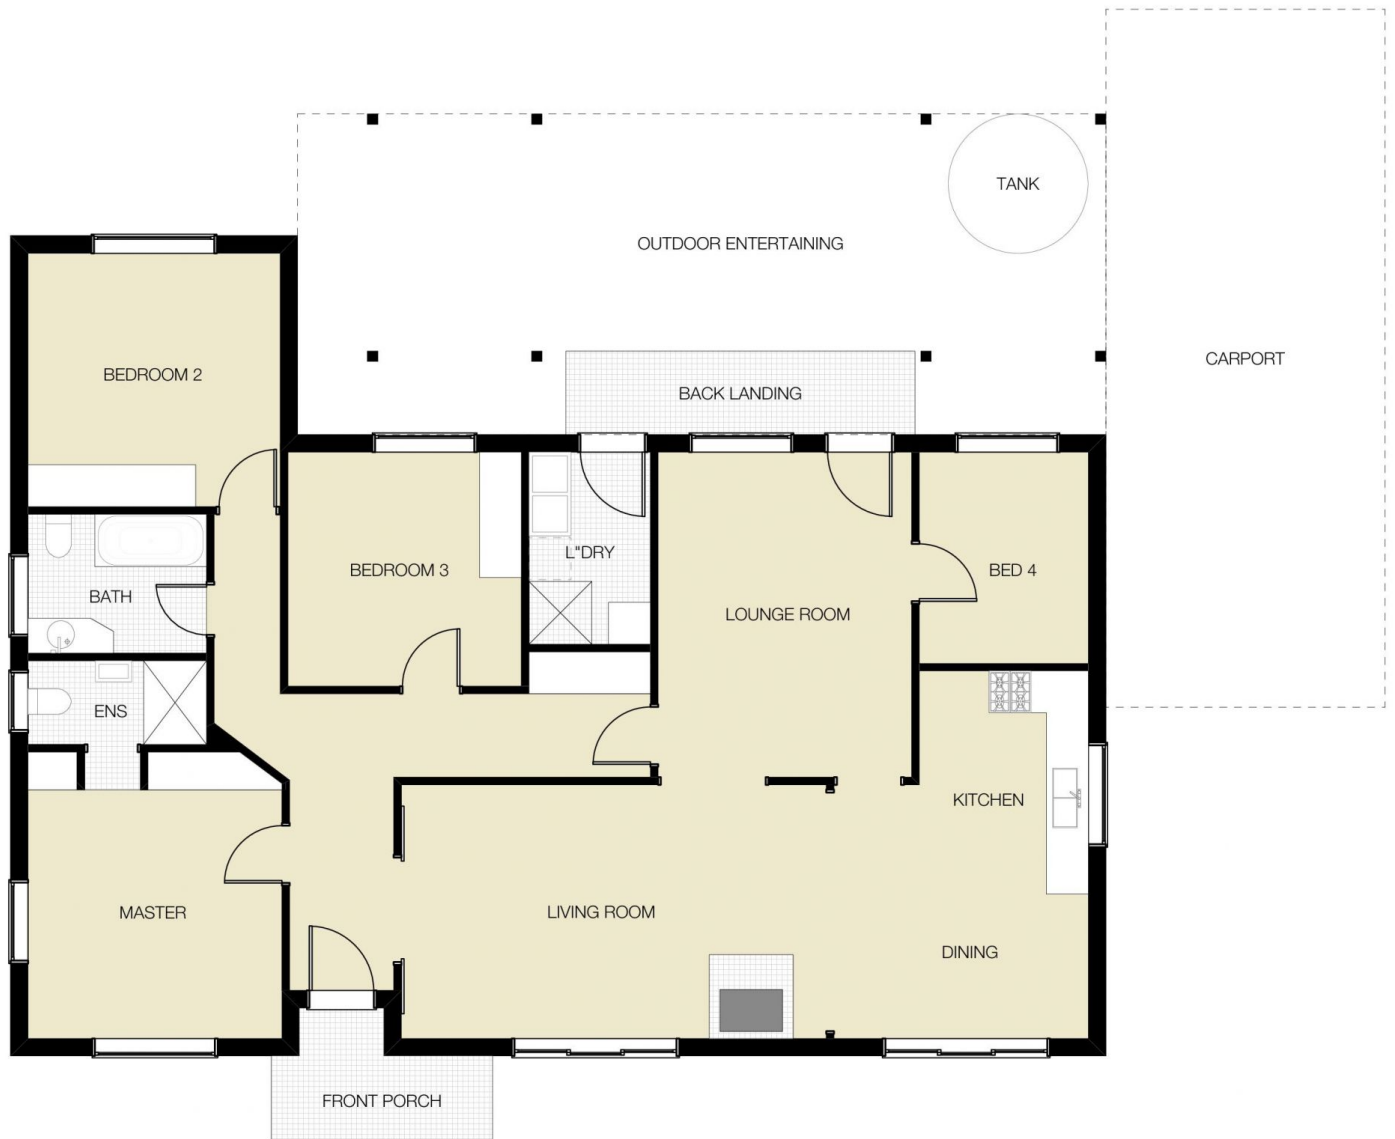 TANK
OUTDOOR ENTERTAINING
CARPORT
BEDROOM 2
BACK LANDING
L"DRY
BEDROOM 3
BED 4
BATH
LOUNGE ROOM
ENS
KITCHEN
MASTER
LIVING ROOM
DINING
FRONT PORCH